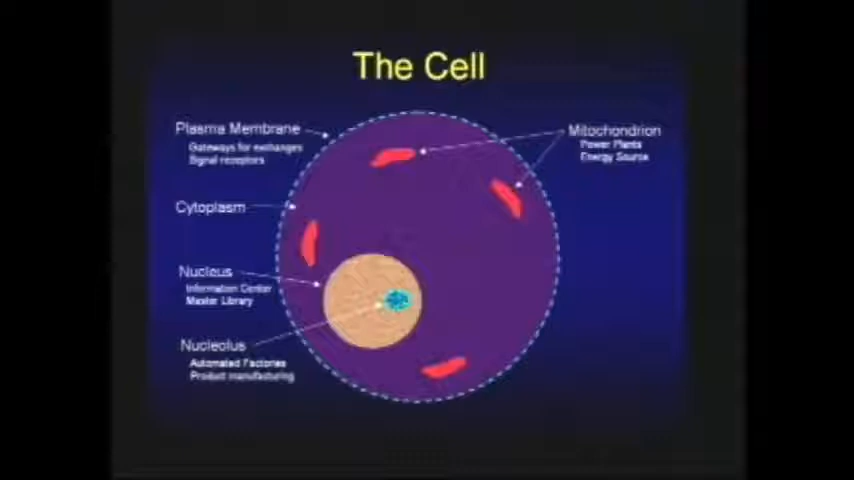 The Cell
Plasma Membrane
Gateways for exchanges
Signal receptors
Mitochondrion
Power Plants
Energy Source
Cytoplasm
Nucleus
Information Center
Master Library
Nucleolus
Automated Factories
Product manufacturing